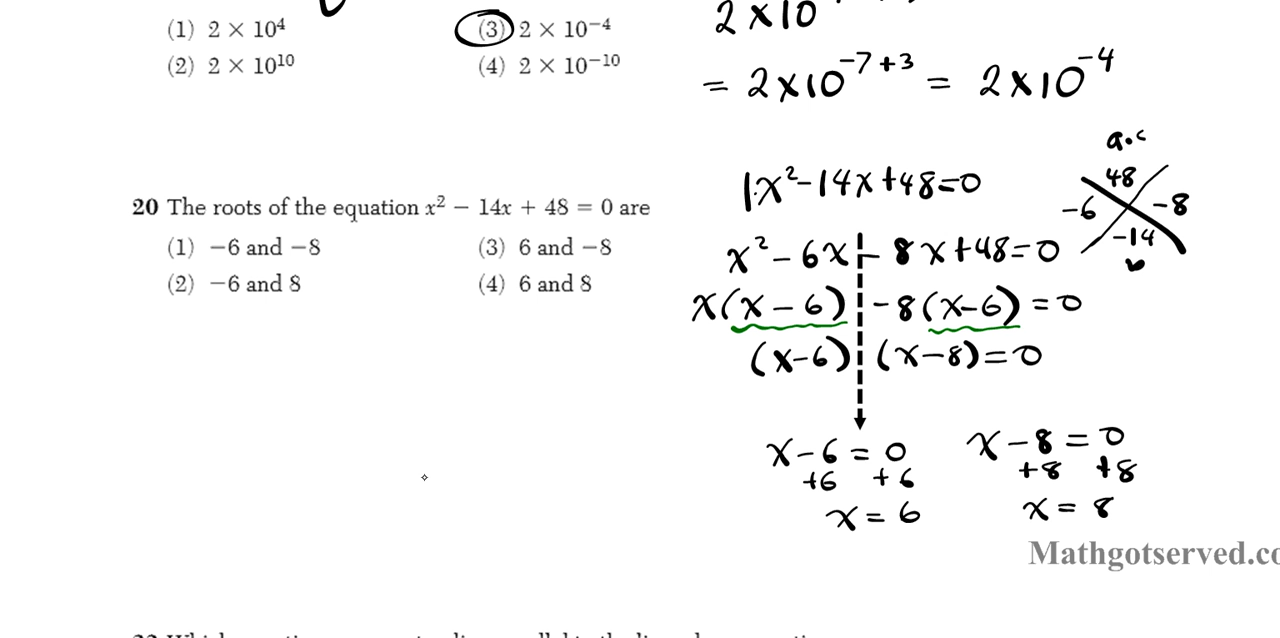 (1) 2 × 10⁴ (3) 2 × 10⁻⁴
(2) 2 × 10¹⁰ (4) 2 × 10⁻¹⁰
2×10
= 2×10⁻⁷⁺³ = 2×10⁻⁴
20 The roots of the equation x² − 14x + 48 = 0 are
(1) −6 and −8 (3) 6 and −8
(2) −6 and 8 (4) 6 and 8
a·c
48
-6 -8
-14
b
1x²-14x+48=0
x²-6x-8x+48=0
x(x-6)-8(x-6)=0
(x-6)(x-8)=0
x-6=0 x-8=0
+6 +6 +8 +8
x=6 x=8
Mathgotserved.co